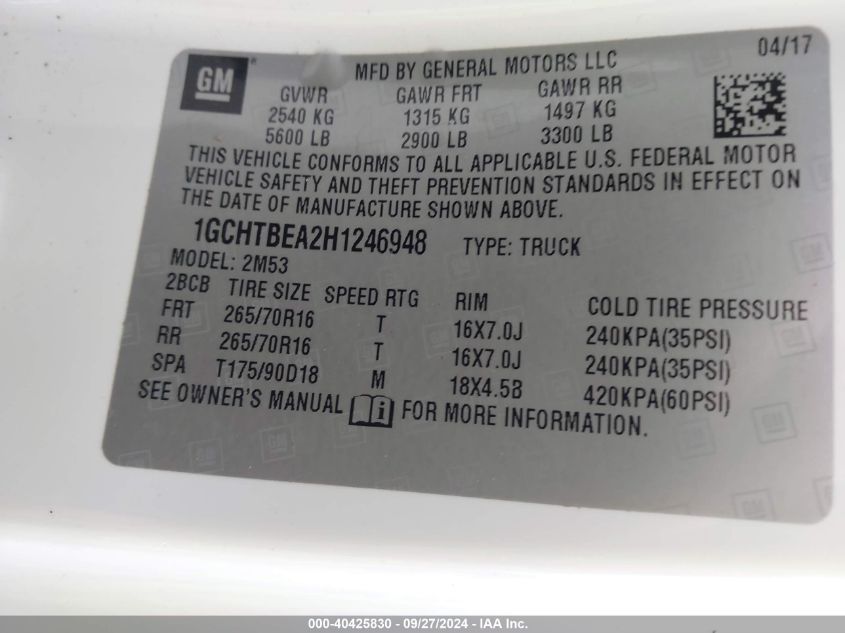 GM ® MFD BY GENERAL MOTORS LLC 04/17
GVWR GAWR FRT GAWR RR
2540 KG 1315 KG 1497 KG
5600 LB 2900 LB 3300 LB
THIS VEHICLE CONFORMS TO ALL APPLICABLE U.S. FEDERAL MOTOR
VEHICLE SAFETY AND THEFT PREVENTION STANDARDS IN EFFECT ON
THE DATE OF MANUFACTURE SHOWN ABOVE.
1GCHTBEA2H1246948 TYPE: TRUCK
MODEL: 2M53
2BCB TIRE SIZE SPEED RTG RIM COLD TIRE PRESSURE
FRT 265/70R16 T 16X7.0J 240KPA(35PSI)
RR 265/70R16 T 16X7.0J 240KPA(35PSI)
SPA T175/90D18 M 18X4.5B 420KPA(60PSI)
SEE OWNER'S MANUAL i FOR MORE INFORMATION.
000-40425830 - 09/27/2024 - IAA Inc.